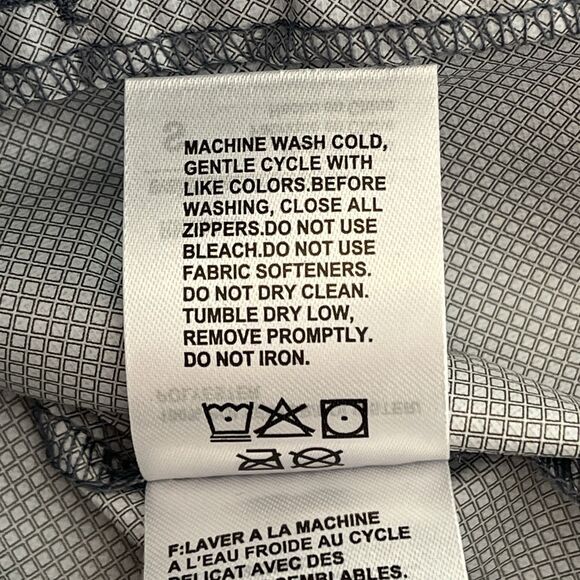 MACHINE WASH COLD,
GENTLE CYCLE WITH
LIKE COLORS.BEFORE
WASHING, CLOSE ALL
ZIPPERS.DO NOT USE
BLEACH.DO NOT USE
FABRIC SOFTENERS.
DO NOT DRY CLEAN.
TUMBLE DRY LOW,
REMOVE PROMPTLY.
DO NOT IRON.
F:LAVER A LA MACHINE
A L'EAU FROIDE AU CYCLE
DELICAT AVEC DES
SEMBLABLES.